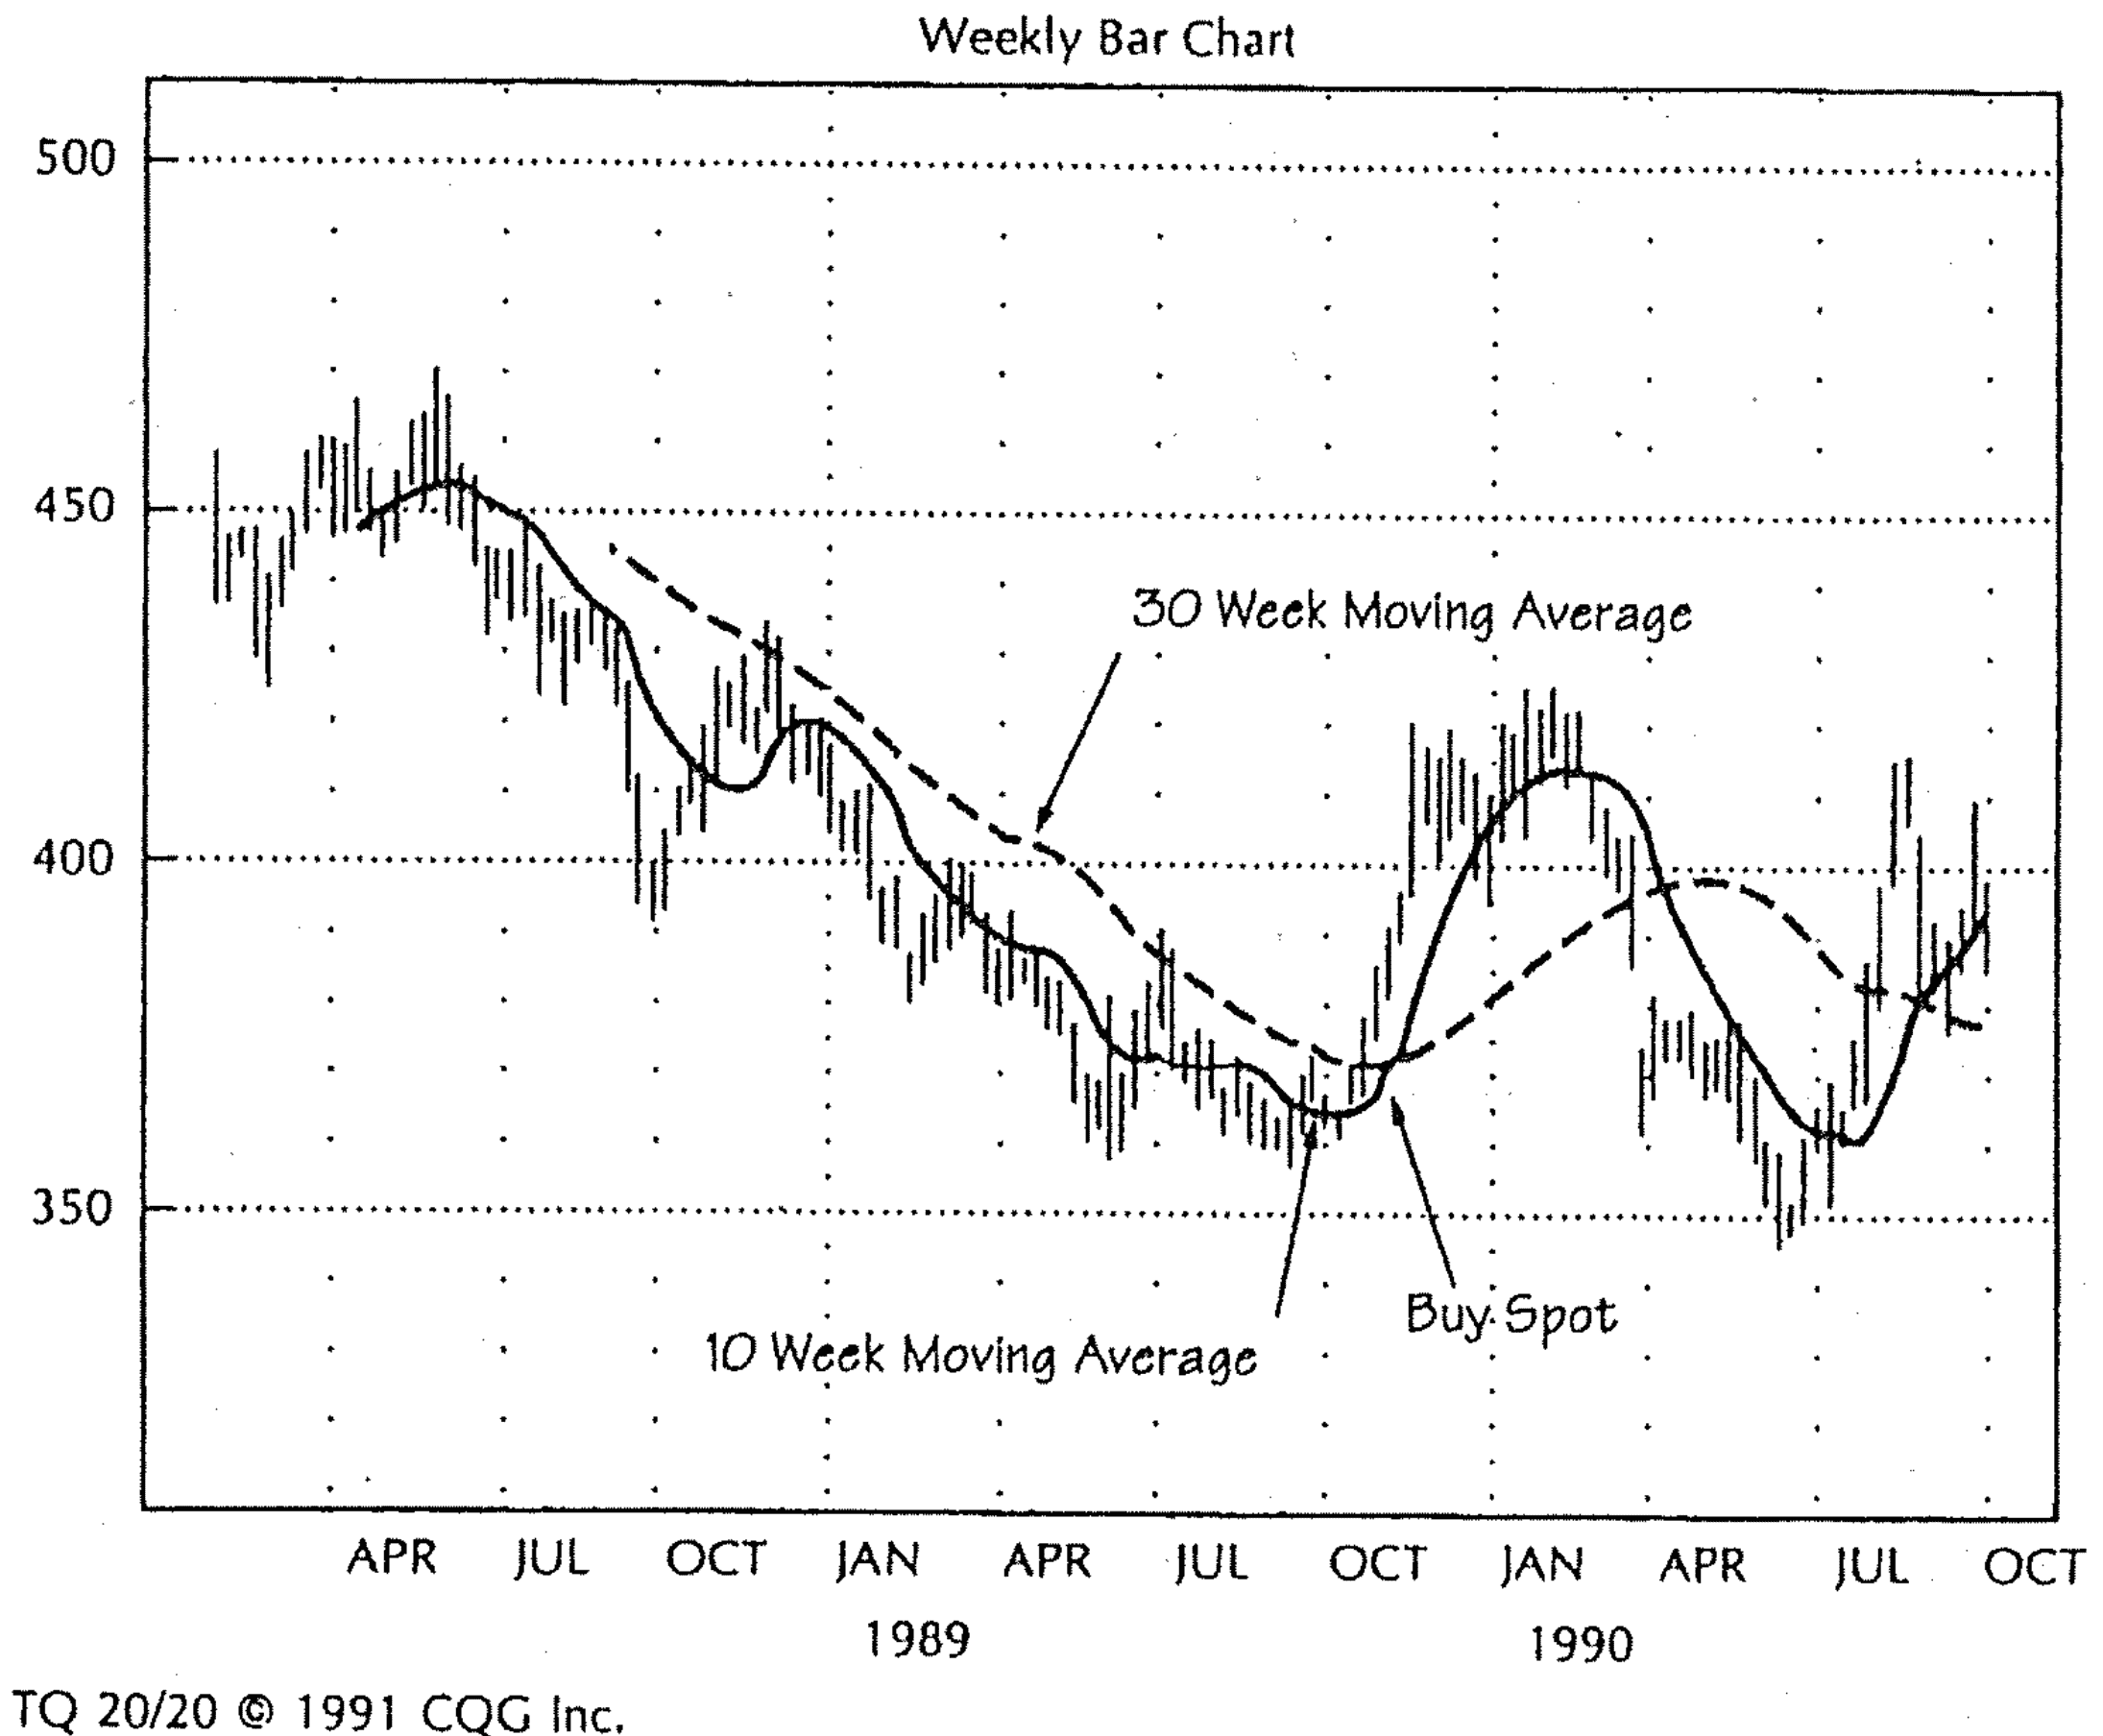 Weekly Bar Chart
500
450
30 Week Moving Average
400
350
Buy Spot
10 Week Moving Average
APR JUL OCT JAN APR JUL OCT JAN APR JUL OCT
1989 1990
TQ 20/20 © 1991 CQG Inc.